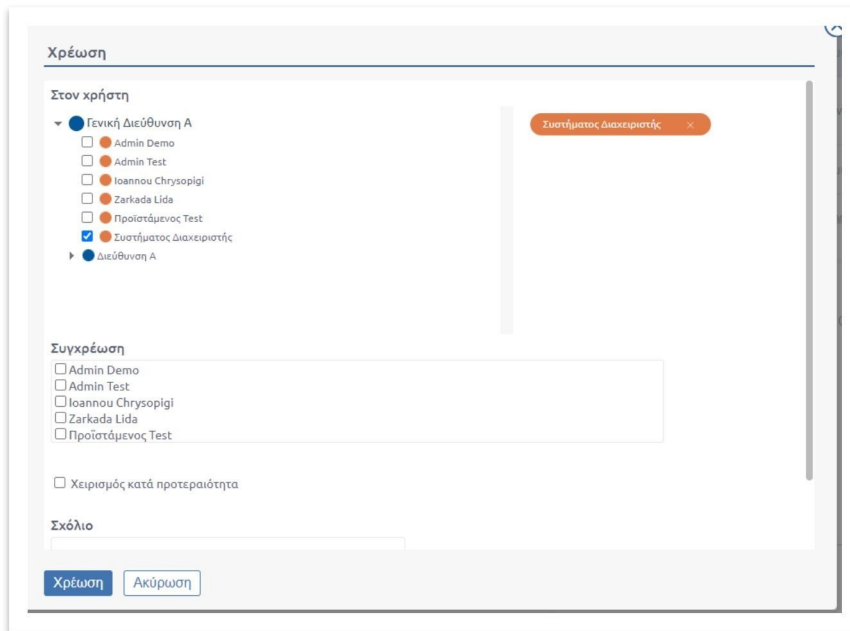 Χρέωση
Στον χρήστη
Γενική Διεύθυνση Α
Admin Demo
Admin Test
Ioannou Chrysopigi
Zarkada Lida
Προϊστάμενος Test
Συστήματος Διαχειριστής
Διεύθυνση Α
Συστήματος Διαχειριστής ×
Συγχρέωση
Admin Demo
Admin Test
Ioannou Chrysopigi
Zarkada Lida
Προϊστάμενος Test
Χειρισμός κατά προτεραιότητα
Σχόλιο
Χρέωση Ακύρωση